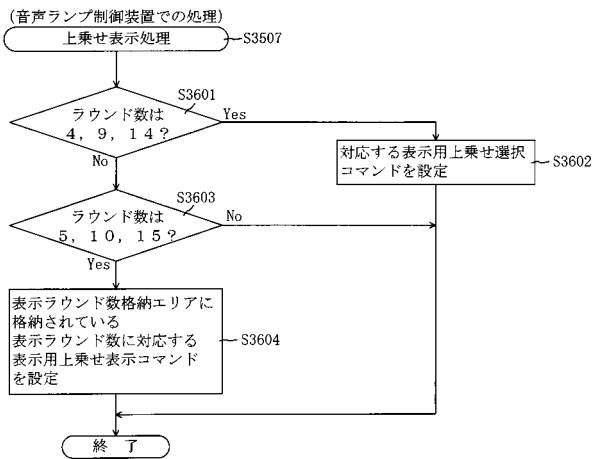 (音声ランプ制御装置での処理)
上乗せ表示処理
S3507
S3601
ラウンド数は
4,9,14?
Yes
No
対応する表示用上乗せ選択
コマンドを設定
S3602
S3603
ラウンド数は
5,10,15?
No
Yes
表示ラウンド数格納エリアに
格納されている
表示ラウンド数に対応する
表示用上乗せ表示コマンド
を設定
S3604
終 了